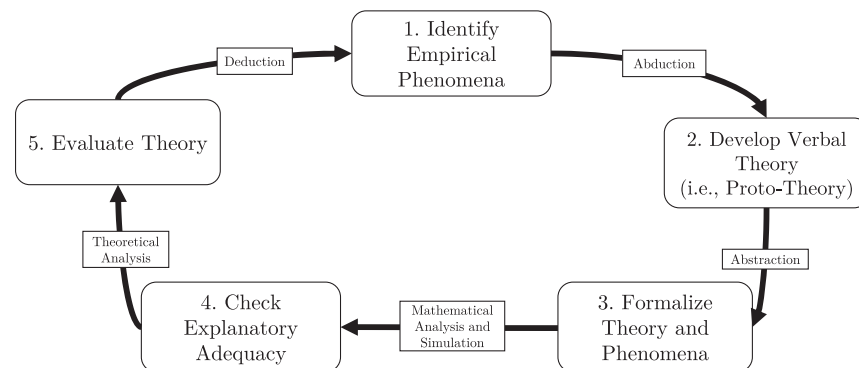 1. Identify
Empirical
Phenomena
Deduction
Abduction
5. Evaluate Theory
2. Develop Verbal
Theory
(i.e., Proto-Theory)
Theoretical
Analysis
Abstraction
4. Check
Explanatory
Adequacy
Mathematical
Analysis and
Simulation
3. Formalize
Theory and
Phenomena